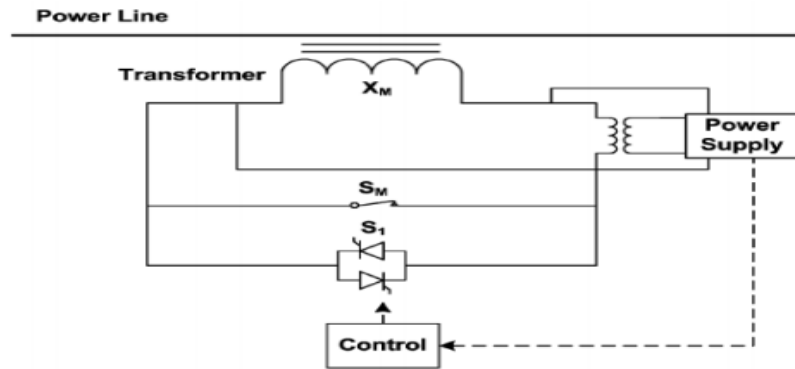 Power Line
Transformer
XM
Power
Supply
SM
S1
Control